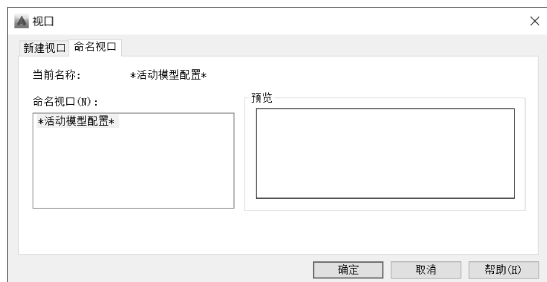 视口
新建视口 命名视口
当前名称: *活动模型配置*
命名视口(N):
*活动模型配置*
预览
确定 取消 帮助(H)